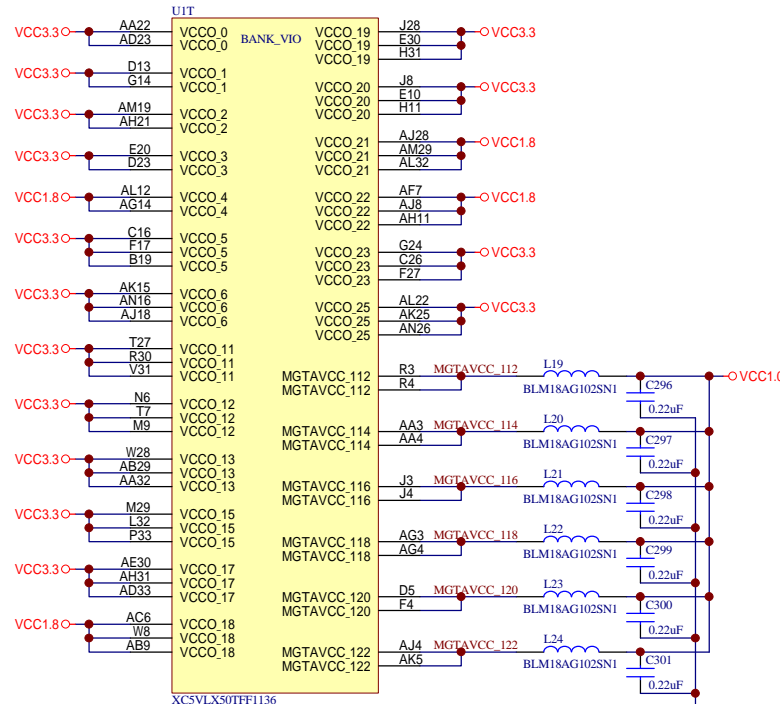 U1T
BANK_VIO
VCC3.3 AA22 VCCO_0
AD23 VCCO_0
VCC3.3 D13 VCCO_1
G14 VCCO_1
VCC3.3 AM19 VCCO_2
AH21 VCCO_2
VCC3.3 E20 VCCO_3
D23 VCCO_3
VCC1.8 AL12 VCCO_4
AG14 VCCO_4
VCC3.3 C16 VCCO_5
F17 VCCO_5
B19 VCCO_5
VCC3.3 AK15 VCCO_6
AN16 VCCO_6
AJ18 VCCO_6
VCC3.3 T27 VCCO_11
R30 VCCO_11
V31 VCCO_11
VCC3.3 N6 VCCO_12
T7 VCCO_12
M9 VCCO_12
VCC3.3 W28 VCCO_13
AB29 VCCO_13
AA32 VCCO_13
VCC3.3 M29 VCCO_15
L32 VCCO_15
P33 VCCO_15
VCC3.3 AE30 VCCO_17
AH31 VCCO_17
AD33 VCCO_17
VCC1.8 AC6 VCCO_18
W8 VCCO_18
AB9 VCCO_18
VCCO_19 J28 VCC3.3
VCCO_19 E30
VCCO_19 H31
VCCO_20 J8 VCC3.3
VCCO_20 E10
VCCO_20 H11
VCCO_21 AJ28 VCC1.8
VCCO_21 AM29
VCCO_21 AL32
VCCO_22 AF7 VCC1.8
VCCO_22 AJ8
VCCO_22 AH11
VCCO_23 G24 VCC3.3
VCCO_23 C26
VCCO_23 F27
VCCO_25 AL22 VCC3.3
VCCO_25 AK25
VCCO_25 AN26
MGTAVCC_112 R3 MGTAVCC_112 L19 VCC1.0
MGTAVCC_112 R4 BLM18AG102SN1 C296
0.22uF
MGTAVCC_114 AA3 MGTAVCC_114 L20
MGTAVCC_114 AA4 BLM18AG102SN1 C297
0.22uF
MGTAVCC_116 J3 MGTAVCC_116 L21
MGTAVCC_116 J4 BLM18AG102SN1 C298
0.22uF
MGTAVCC_118 AG3 MGTAVCC_118 L22
MGTAVCC_118 AG4 BLM18AG102SN1 C299
0.22uF
MGTAVCC_120 D5 MGTAVCC_120 L23
MGTAVCC_120 F4 BLM18AG102SN1 C300
0.22uF
MGTAVCC_122 AJ4 MGTAVCC_122 L24
MGTAVCC_122 AK5 BLM18AG102SN1 C301
0.22uF
XC5VLX50TFF1136